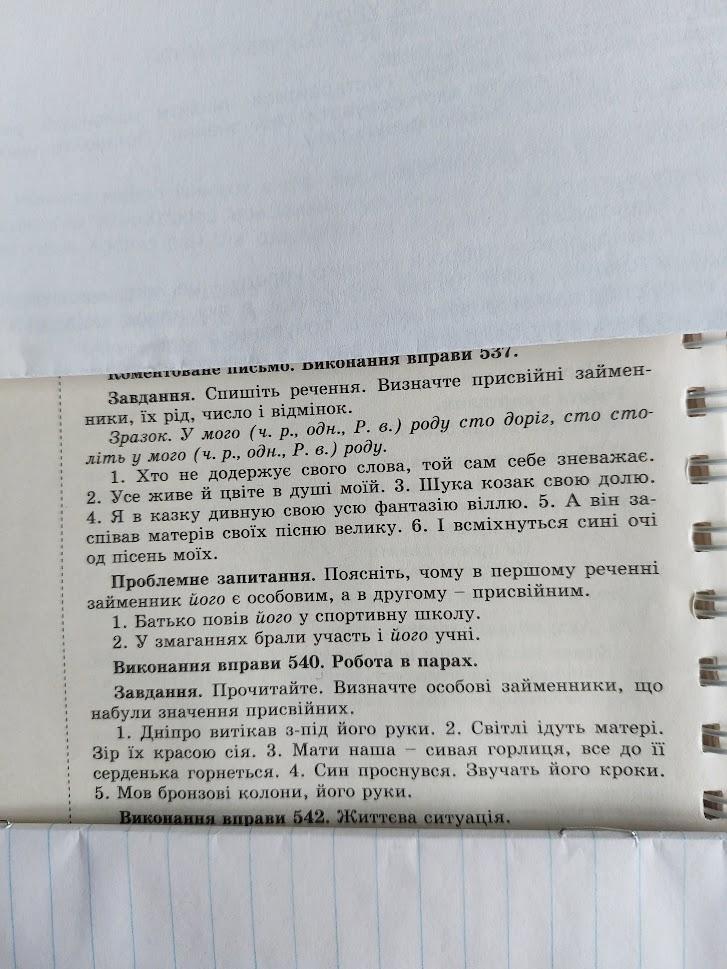 Коментоване письмо. Виконання вправи 537.
Завдання. Спишіть речення. Визначте присвійні займен-
ники, їх рід, число і відмінок.
Зразок. У мого (ч. р., одн., Р. в.) роду сто доріг, сто сто-
літь у мого (ч. р., одн., Р. в.) роду.
1. Хто не додержує свого слова, той сам себе зневажає.
2. Усе живе й цвіте в душі моїй. 3. Шука козак свою долю.
4. Я в казку дивную свою усю фантазію віллю. 5. А він за-
співав матерів своїх пісню велику. 6. І всміхнуться сині очі
од пісень моїх.
Проблемне запитання. Поясніть, чому в першому реченні
займенник його є особовим, а в другому – присвійним.
1. Батько повів його у спортивну школу.
2. У змаганнях брали участь і його учні.
Виконання вправи 540. Робота в парах.
Завдання. Прочитайте. Визначте особові займенники, що
набули значення присвійних.
1. Дніпро витікав з-під його руки. 2. Світлі ідуть матері.
Зір їх красою сія. 3. Мати наша – сивая горлиця, все до її
серденька горнеться. 4. Син проснувся. Звучать його кроки.
5. Мов бронзові колони, його руки.
Виконання вправи 542. Життєва ситуація.